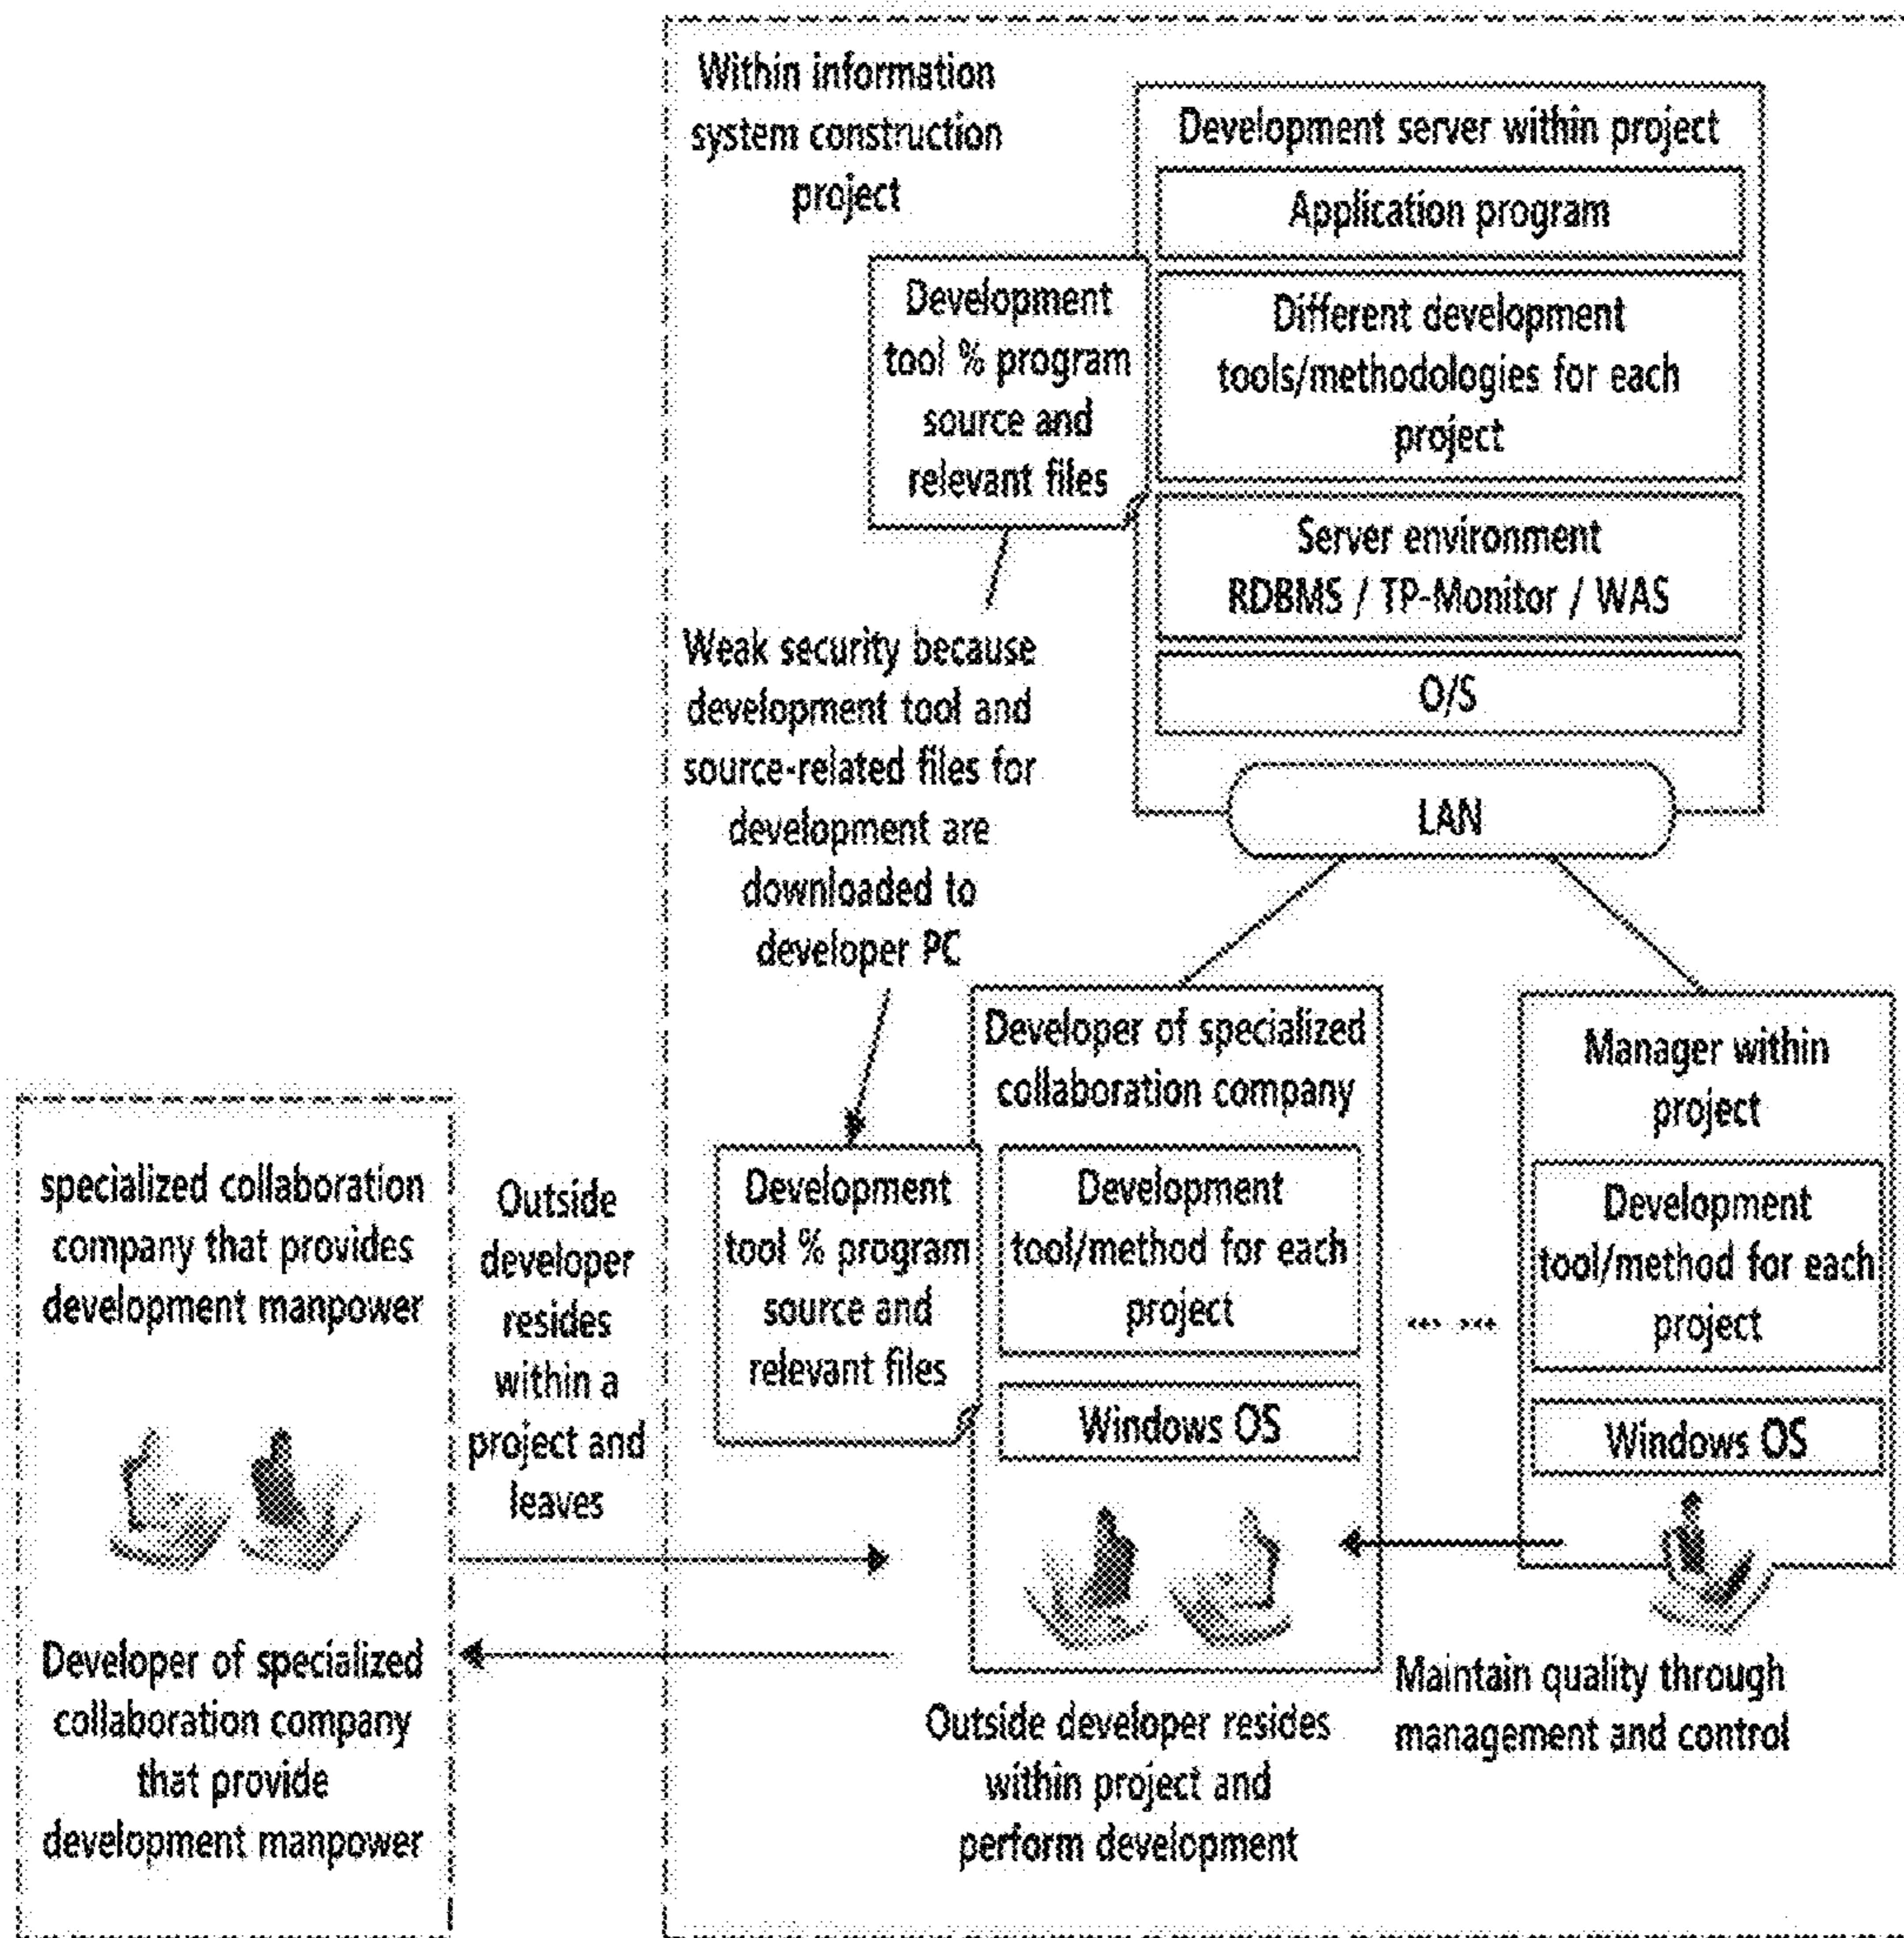 Within information
system construction
project
Development server within project
Application program
Different development
tools/methodologies for each
project
Server environment
RDBMS / TP-Monitor / WAS
O/S
LAN
Development
tool % program
source and
relevant files
Weak security because
development tool and
source-related files for
development are
downloaded to
developer PC
Developer of specialized
collaboration company
Development
tool/method for each
project
Windows OS
Development
tool % program
source and
relevant files
... ...
Manager within
project
Development
tool/method for each
project
Windows OS
specialized collaboration
company that provides
development manpower
Outside
developer
resides
within a
project and
leaves
Developer of specialized
collaboration company
that provide
development manpower
Outside developer resides
within project and
perform development
Maintain quality through
management and control